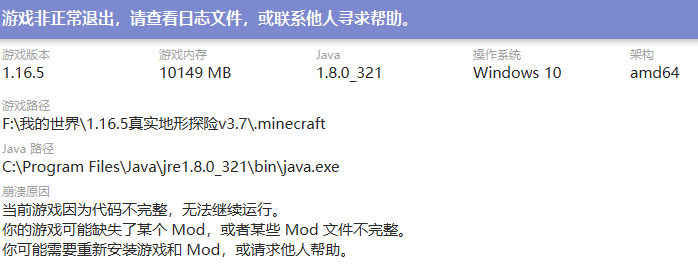 游戏非正常退出，请查看日志文件，或联系他人寻求帮助。
游戏版本 游戏内存 Java 操作系统 架构
1.16.5 10149 MB 1.8.0_321 Windows 10 amd64
游戏路径
F:\我的世界\1.16.5真实地形探险v3.7\.minecraft
Java 路径
C:\Program Files\Java\jre1.8.0_321\bin\java.exe
崩溃原因
当前游戏因为代码不完整，无法继续运行。
你的游戏可能缺失了某个 Mod，或者某些 Mod 文件不完整。
你可能需要重新安装游戏和 Mod，或请求他人帮助。